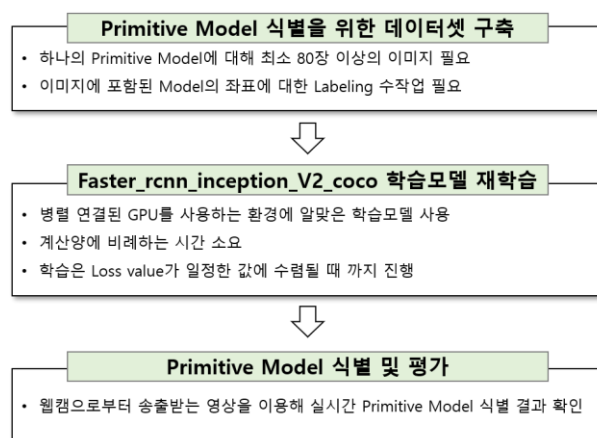 Primitive Model 식별을 위한 데이터셋 구축
• 하나의 Primitive Model에 대해 최소 80장 이상의 이미지 필요
• 이미지에 포함된 Model의 좌표에 대한 Labeling 수작업 필요
Faster_rcnn_inception_V2_coco 학습모델 재학습
• 병렬 연결된 GPU를 사용하는 환경에 알맞은 학습모델 사용
• 계산양에 비례하는 시간 소요
• 학습은 Loss value가 일정한 값에 수렴될 때 까지 진행
Primitive Model 식별 및 평가
• 웹캠으로부터 송출받는 영상을 이용해 실시간 Primitive Model 식별 결과 확인